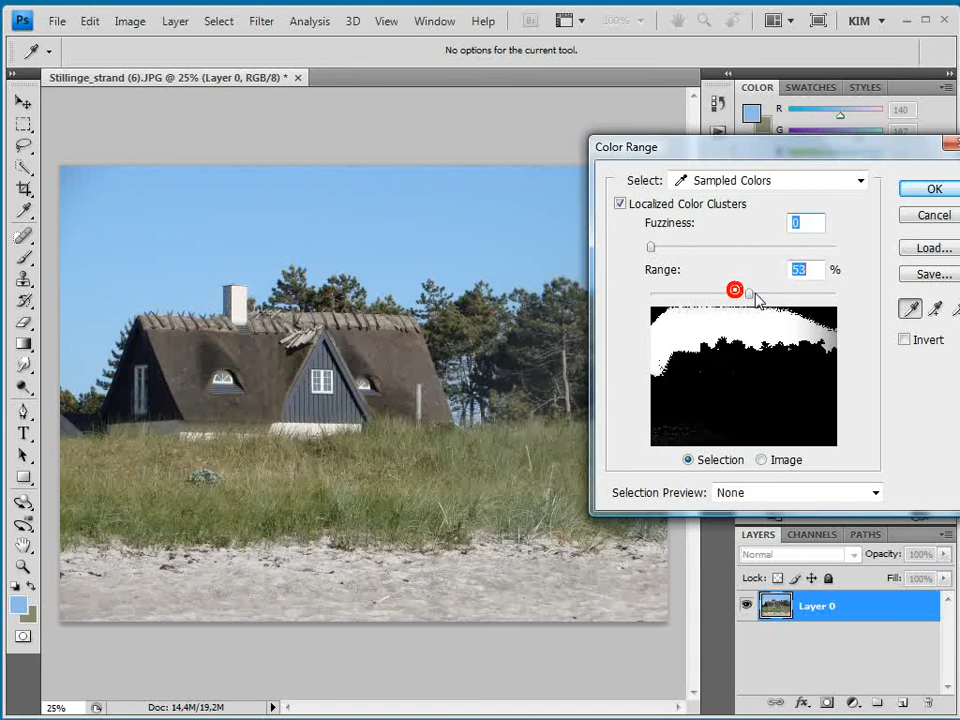 Ps File Edit Image Layer Select Filter Analysis 3D View Window Help Br 100% KIM
No options for the current tool.
Stillinge_strand (6).JPG @ 25% (Layer 0, RGB/8) *
COLOR SWATCHES STYLES
R 140
G
Color Range
Select: Sampled Colors
OK
Localized Color Clusters
Cancel
Fuzziness: 0
Load...
Range: 53 %
Save...
Invert
Selection Image
Selection Preview: None
LAYERS CHANNELS PATHS
Normal Opacity: 100%
Lock: Fill: 100%
Layer 0
25% Doc: 14,4M/19,2M